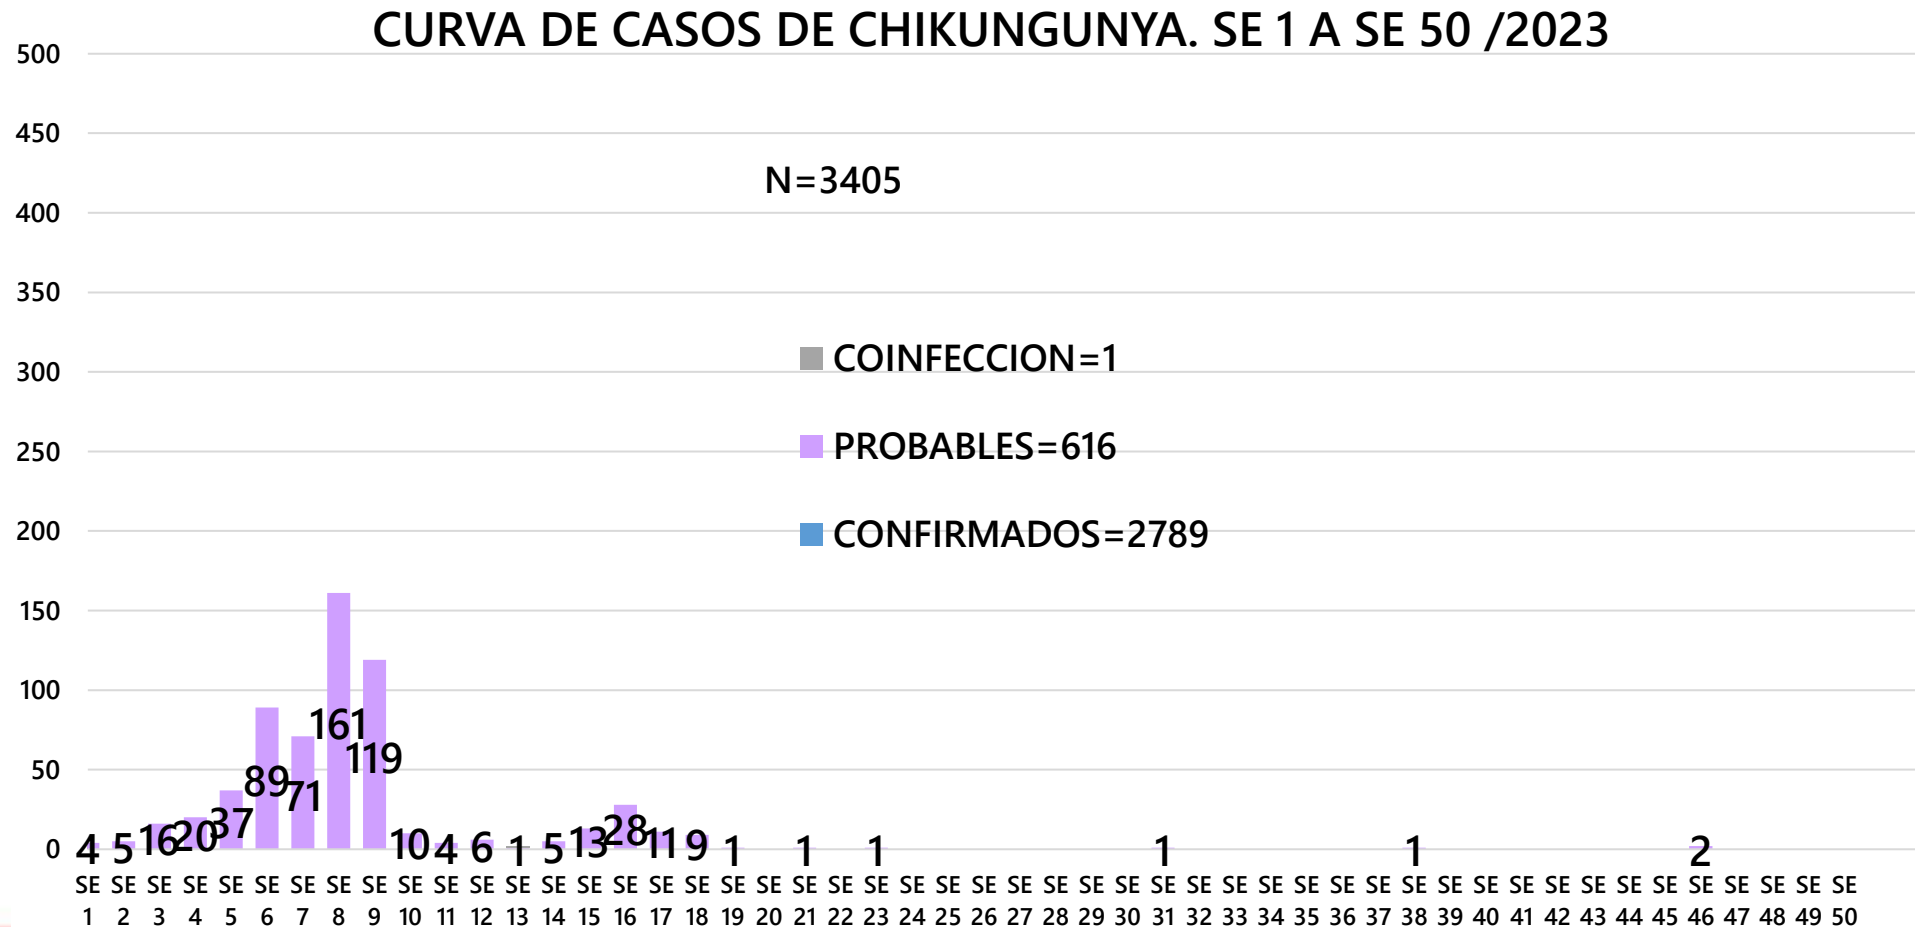 CURVA DE CASOS DE CHIKUNGUNYA. SE 1 A SE 50 /2023
500
450
N=3405
400
350
COINFECCION=1
300
PROBABLES=616
250
CONFIRMADOS=2789
200
150
100
50
0
4 5 16 20 37 89 71 161 119 10 4 6 1 5 13 28 11 9 1 1 1 1 1 2
SE SE SE SE SE SE SE SE SE SE SE SE SE SE SE SE SE SE SE SE SE SE SE SE SE SE SE SE SE SE SE SE SE SE SE SE SE SE SE SE SE SE SE SE SE SE SE SE SE SE
1 2 3 4 5 6 7 8 9 10 11 12 13 14 15 16 17 18 19 20 21 22 23 24 25 26 27 28 29 30 31 32 33 34 35 36 37 38 39 40 41 42 43 44 45 46 47 48 49 50